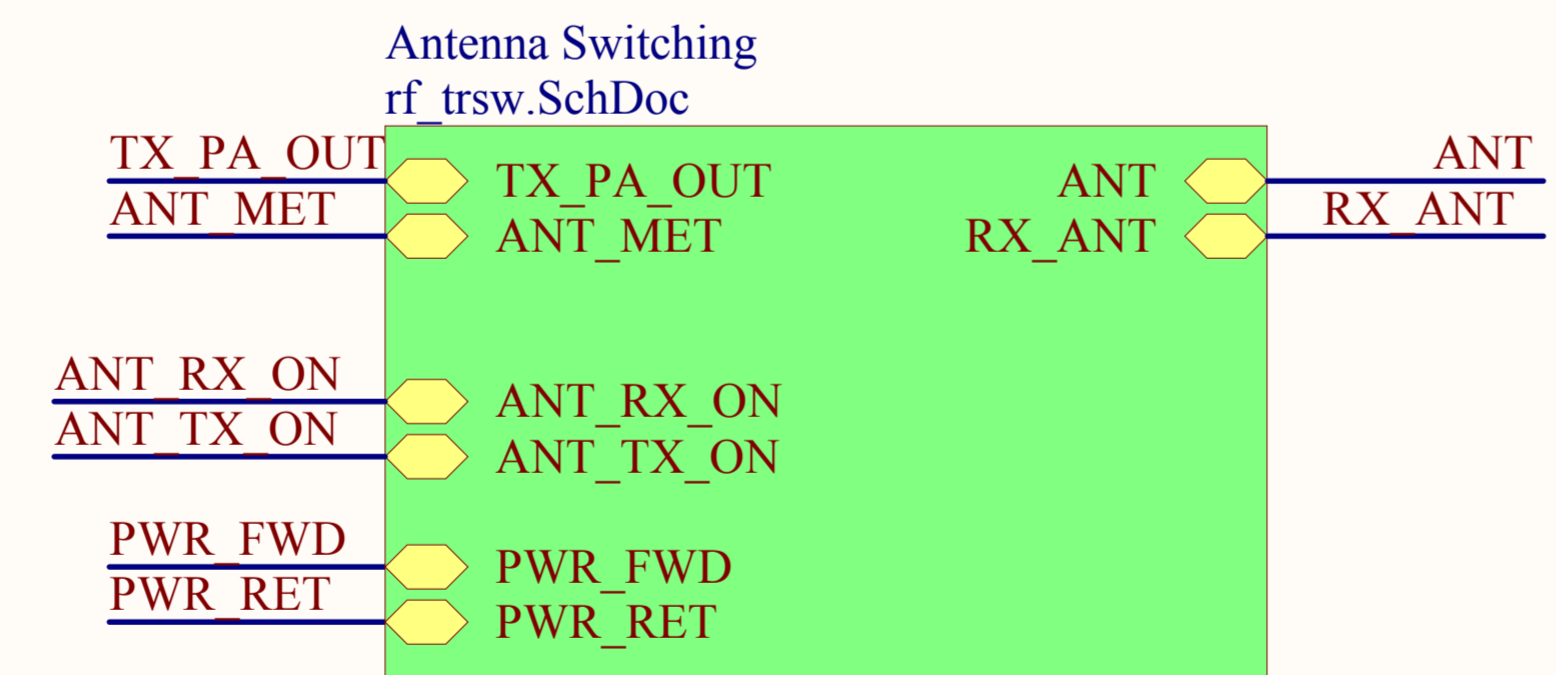 Antenna Switching
rf_trsw.SchDoc
TX_PA_OUT TX_PA_OUT ANT ANT
ANT_MET ANT_MET RX_ANT RX_ANT
ANT_RX_ON ANT_RX_ON
ANT_TX_ON ANT_TX_ON
PWR_FWD PWR_FWD
PWR_RET PWR_RET